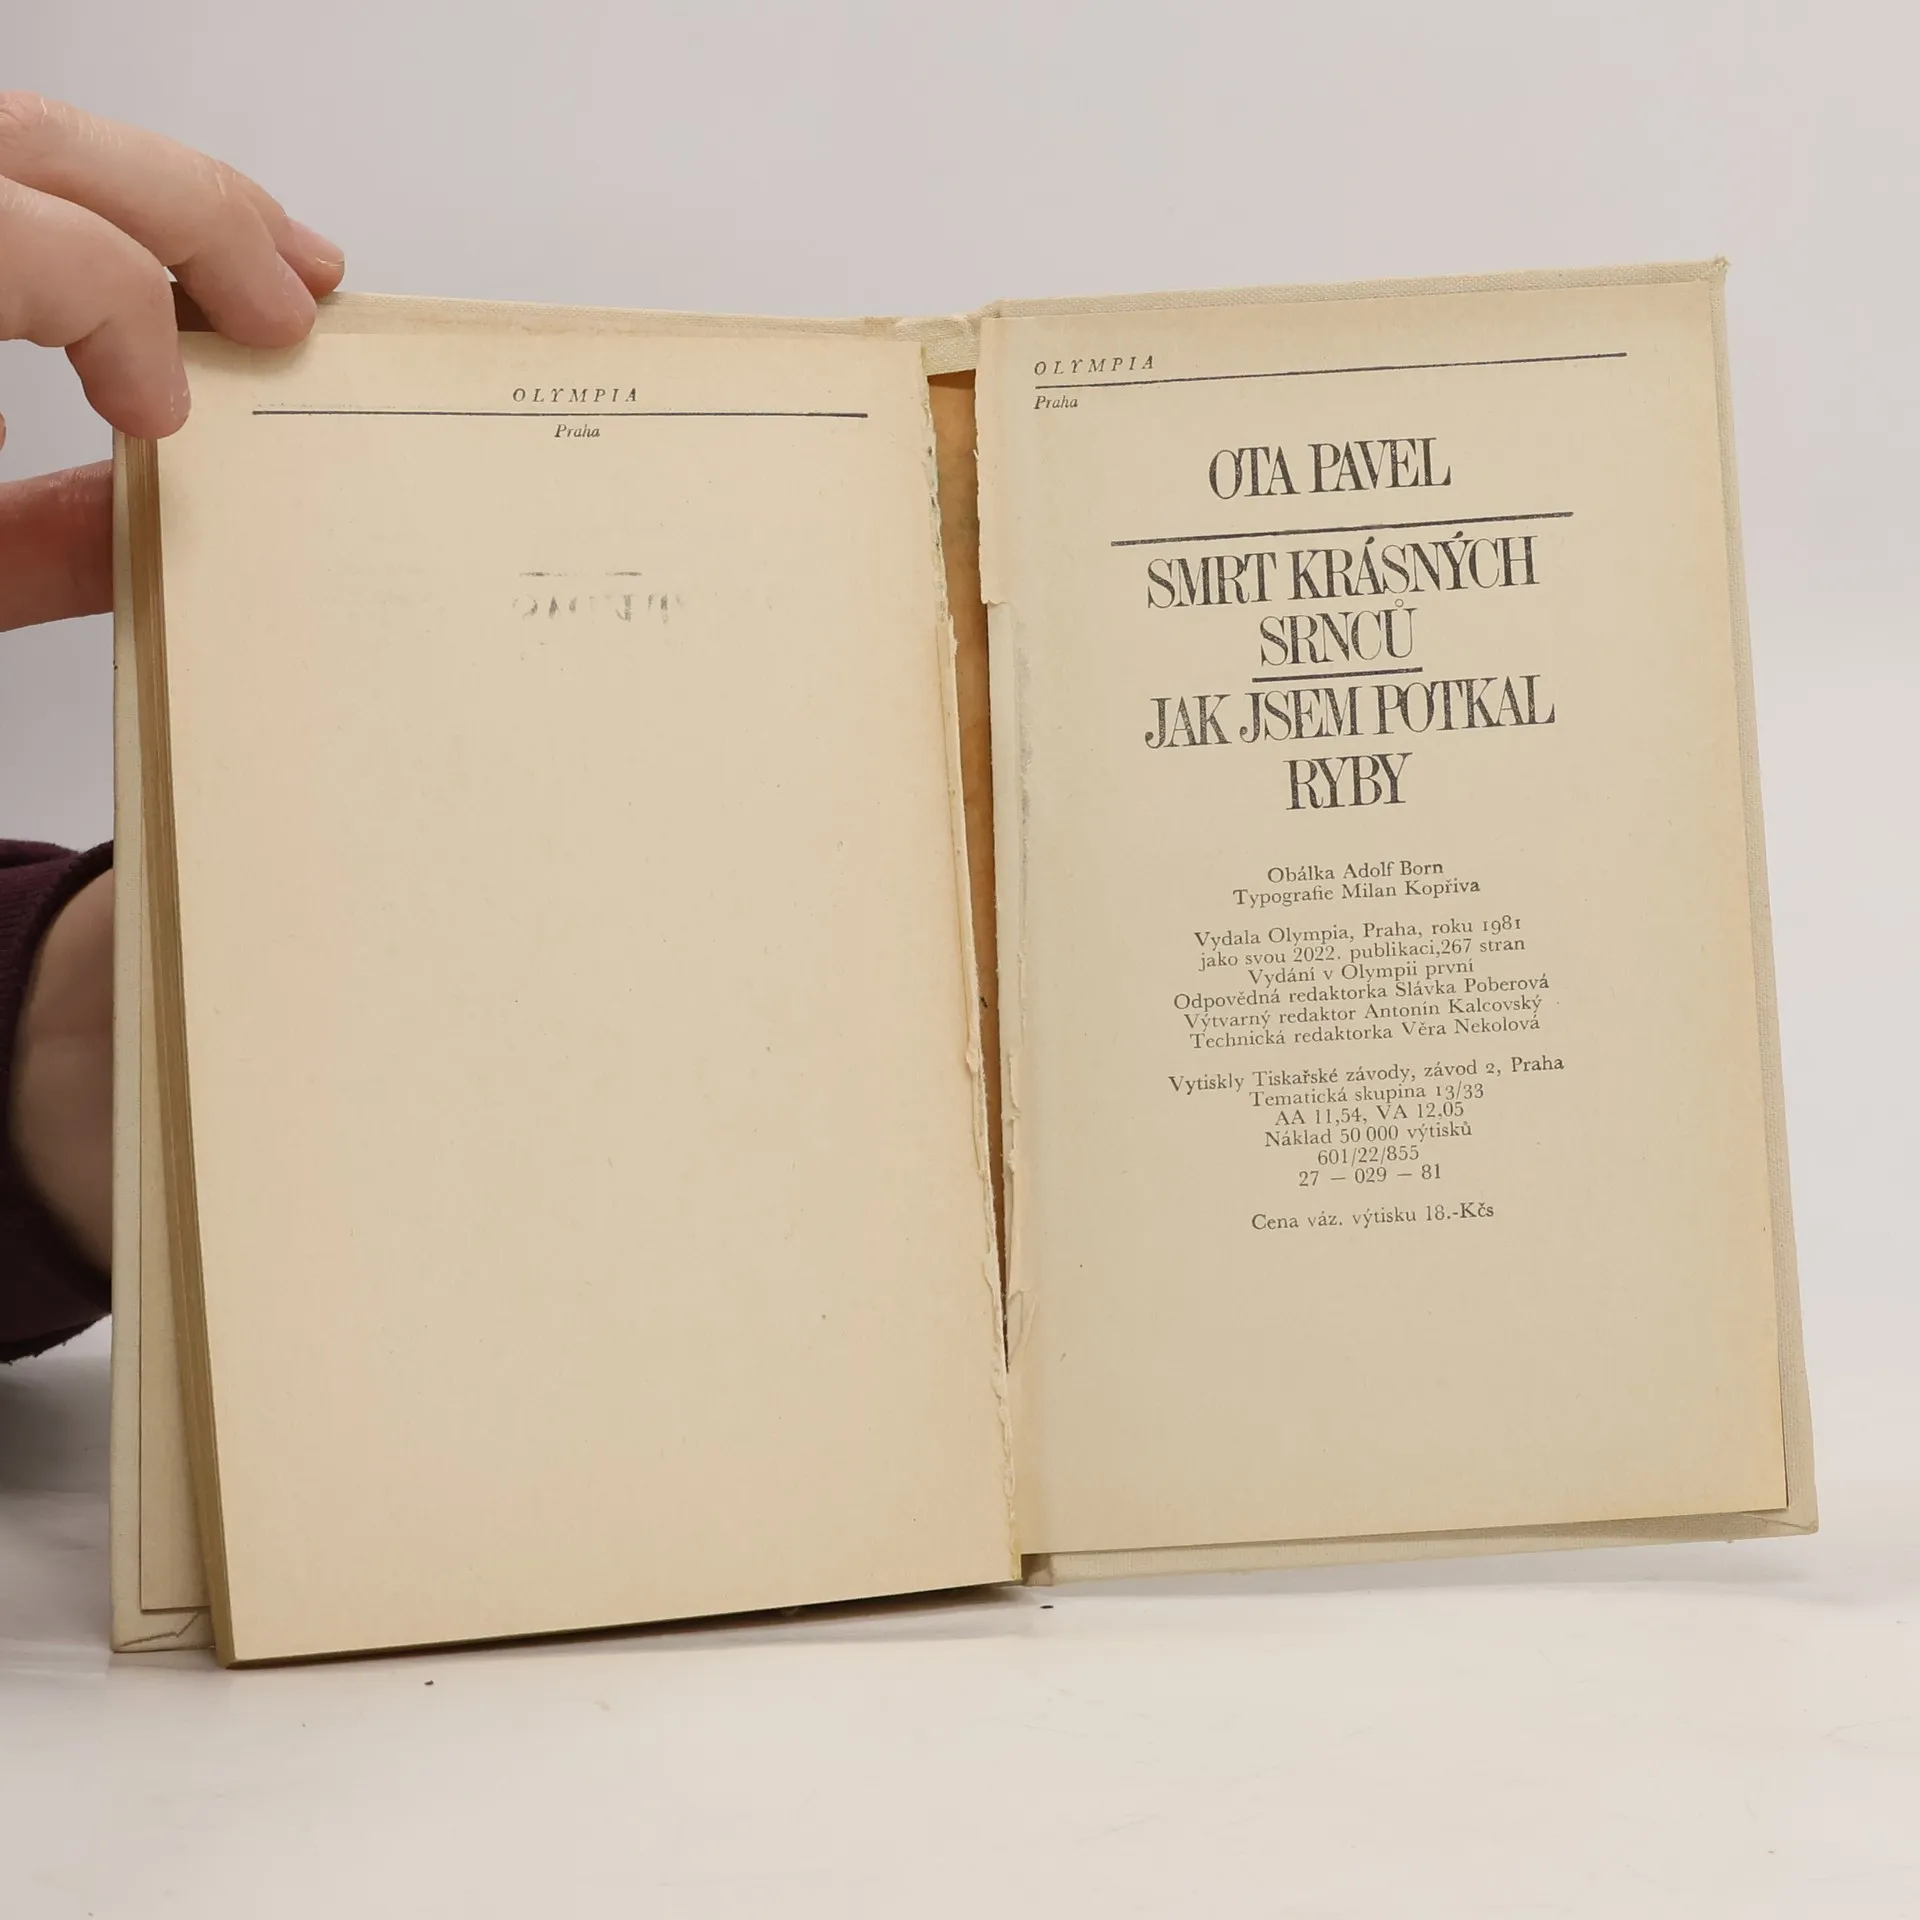 OLYMPIA
Praha
OLYMPIA
Praha
OTA PAVEL
SMRT KRÁSNÝCH
SRNCŮ
JAK JSEM POTKAL
RYBY
Obálka Adolf Born
Typografie Milan Kopřiva
Vydala Olympia, Praha, roku 1981
jako svou 2022. publikaci,267 stran
Vydání v Olympii první
Odpovědná redaktorka Slávka Poberová
Výtvarný redaktor Antonín Kalcovský
Technická redaktorka Věra Nekolová
Vytiskly Tiskařské závody, závod 2, Praha
Tematická skupina 13/33
AA 11,54, VA 12,05
Náklad 50 000 výtisků
601/22/855
27 — 029 — 81
Cena váz. výtisku 18.-Kčs